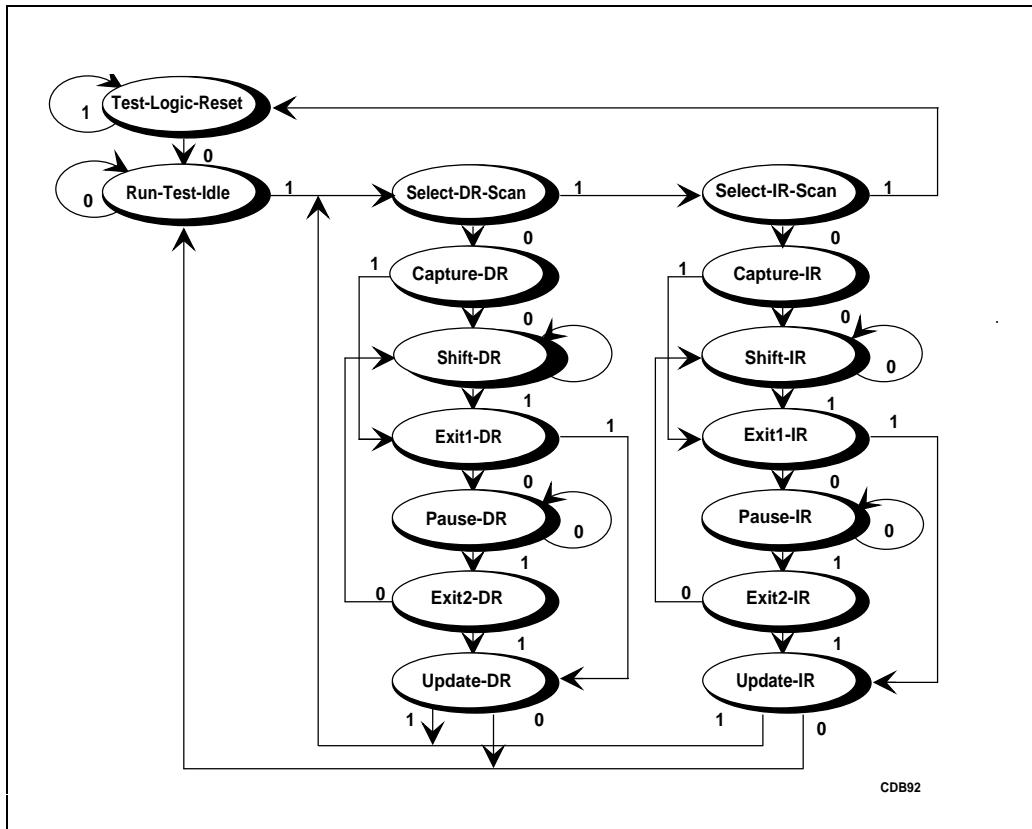 Test-Logic-Reset
1
0
Run-Test-Idle
0
1
Select-DR-Scan
1
Select-IR-Scan
1
0
0
1
Capture-DR
1
Capture-IR
0
0
Shift-DR
Shift-IR
0
1
1
Exit1-DR
1
Exit1-IR
1
0
0
Pause-DR
0
Pause-IR
0
1
1
0
Exit2-DR
0
Exit2-IR
1
1
Update-DR
Update-IR
1
0
1
0
CDB92